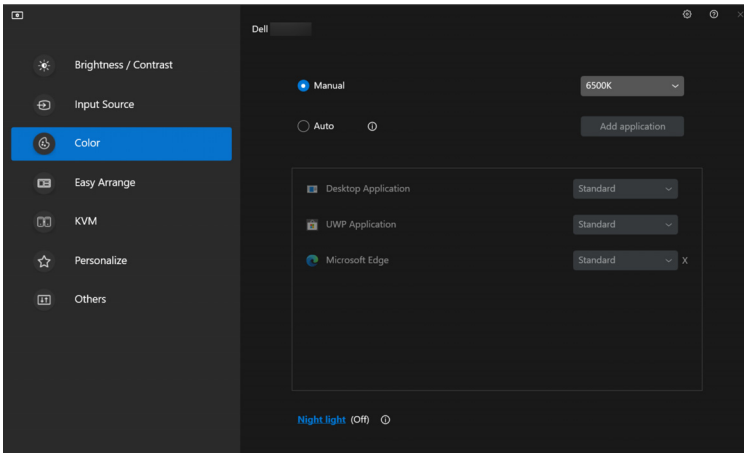 Dell
Brightness / Contrast
Input Source
Color
Easy Arrange
KVM
Personalize
Others
Manual
6500K
Auto
Add application
Desktop Application
Standard
UWP Application
Standard
Microsoft Edge
Standard
X
Night light (Off)